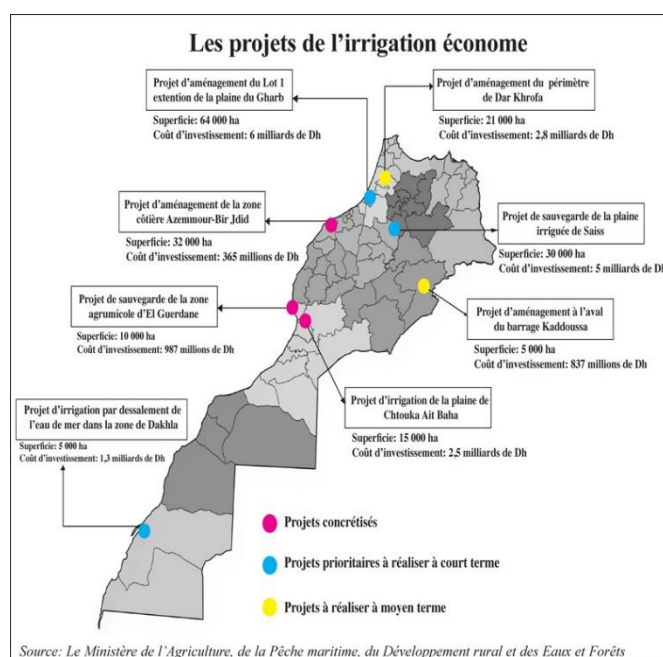 Les projets de l'irrigation économe
Projet d'aménagement du Lot 1
extention de la plaine du Gharb
Superficie: 64 000 ha
Coût d'investissement: 6 milliards de Dh
Projet d'aménagement du périmètre
de Dar Khrofa
Superficie: 21 000 ha
Coût d'investissement: 2,8 milliards de Dh
Projet d'aménagement de la zone
côtière Azemmour-Bir Jdid
Superficie: 32 000 ha
Coût d'investissement: 365 millions de Dh
Projet de sauvegarde de la plaine
irriguée de Saiss
Superficie: 30 000 ha
Coût d'investissement: 5 milliards de Dh
Projet de sauvegarde de la zone
agrumicole d'El Guerdane
Superficie: 10 000 ha
Coût d'investissement: 987 millions de Dh
Projet d'aménagement à l'aval
du barrage Kaddoussa
Superficie: 5 000 ha
Coût d'investissement: 837 millions de Dh
Projet d'irrigation par dessalement de
l'eau de mer dans la zone de Dakhla
Superficie: 5 000 ha
Coût d'investissement: 1,3 milliards de Dh
Projet d'irrigation de la plaine de
Chtouka Ait Baha
Superficie: 15 000 ha
Coût d'investissement: 2,5 milliards de Dh
Projets concrétisés
Projets prioritaires à réaliser à court terme
Projets à réaliser à moyen terme
Source: Le Ministère de l'Agriculture, de la Pêche maritime, du Développement rural et des Eaux et Forêts